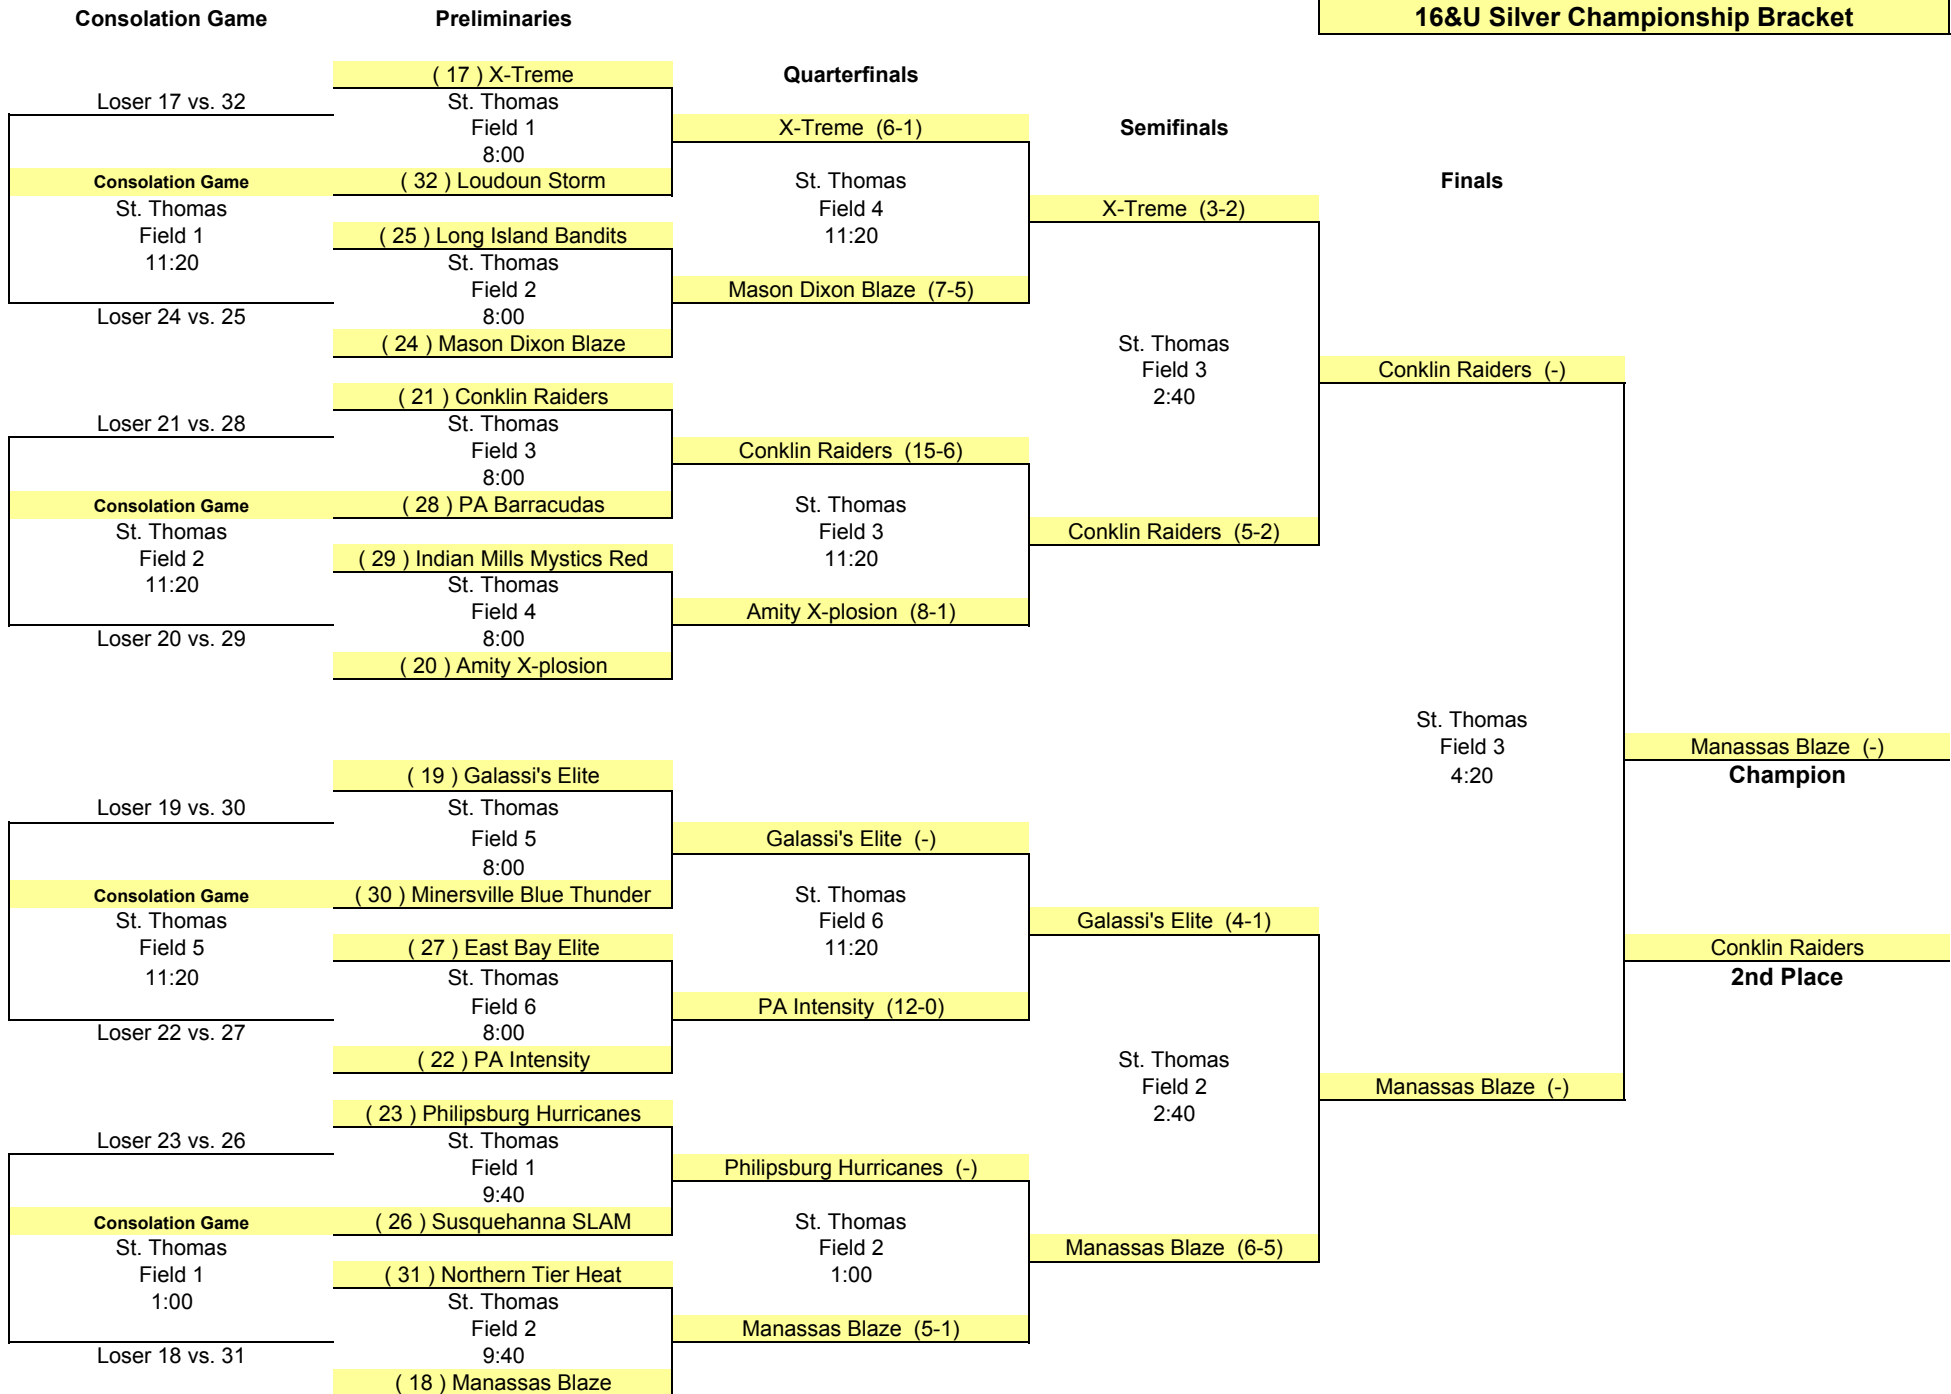 Consolation Game
Preliminaries
16&U Silver Championship Bracket
( 17 ) X-Treme
Quarterfinals
Loser 17 vs. 32
St. Thomas
Field 1
X-Treme (6-1)
Semifinals
8:00
Consolation Game
( 32 ) Loudoun Storm
St. Thomas
Finals
St. Thomas
Field 4
X-Treme (3-2)
Field 1
( 25 ) Long Island Bandits
11:20
11:20
St. Thomas
Field 2
Mason Dixon Blaze (7-5)
Loser 24 vs. 25
8:00
( 24 ) Mason Dixon Blaze
St. Thomas
Field 3
Conklin Raiders (-)
( 21 ) Conklin Raiders
2:40
Loser 21 vs. 28
St. Thomas
Field 3
Conklin Raiders (15-6)
8:00
Consolation Game
( 28 ) PA Barracudas
St. Thomas
St. Thomas
Field 3
Conklin Raiders (5-2)
Field 2
( 29 ) Indian Mills Mystics Red
11:20
11:20
St. Thomas
Field 4
Amity X-plosion (8-1)
Loser 20 vs. 29
8:00
( 20 ) Amity X-plosion
St. Thomas
Field 3
Manassas Blaze (-)
( 19 ) Galassi's Elite
4:20
Champion
Loser 19 vs. 30
St. Thomas
Field 5
Galassi's Elite (-)
8:00
Consolation Game
( 30 ) Minersville Blue Thunder
St. Thomas
St. Thomas
Field 6
Galassi's Elite (4-1)
Field 5
( 27 ) East Bay Elite
11:20
Conklin Raiders
11:20
St. Thomas
2nd Place
Field 6
PA Intensity (12-0)
Loser 22 vs. 27
8:00
( 22 ) PA Intensity
St. Thomas
Field 2
Manassas Blaze (-)
( 23 ) Philipsburg Hurricanes
2:40
Loser 23 vs. 26
St. Thomas
Field 1
Philipsburg Hurricanes (-)
9:40
Consolation Game
( 26 ) Susquehanna SLAM
St. Thomas
St. Thomas
Field 2
Manassas Blaze (6-5)
Field 1
( 31 ) Northern Tier Heat
1:00
1:00
St. Thomas
Field 2
Manassas Blaze (5-1)
Loser 18 vs. 31
9:40
( 18 ) Manassas Blaze